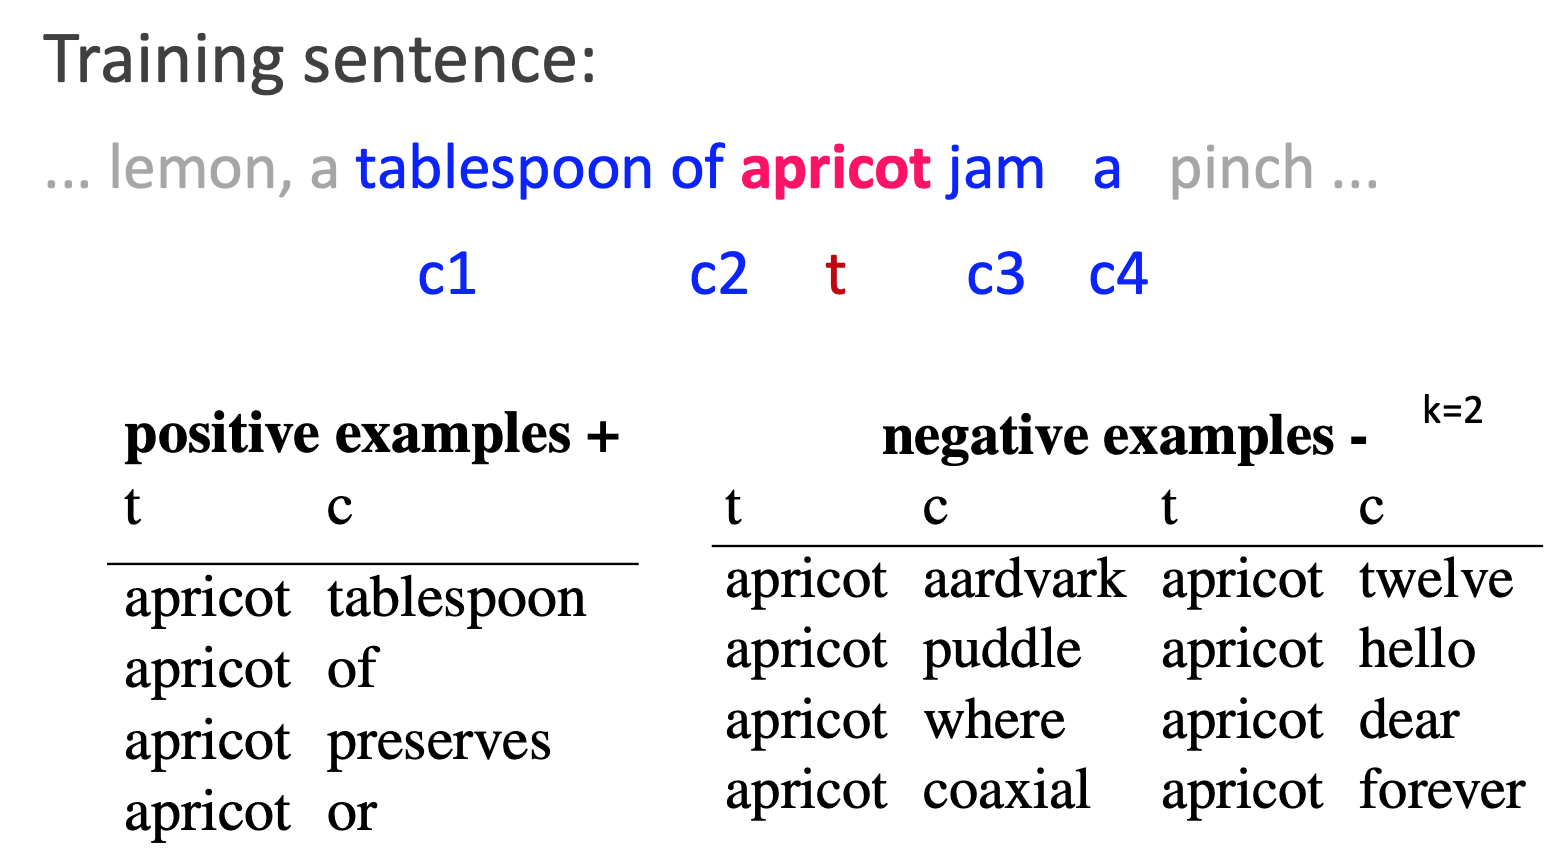 Training sentence:
... lemon, a tablespoon of apricot jam a pinch ...
c1 c2 t c3 c4
positive examples +
t c
apricot tablespoon
apricot of
apricot preserves
apricot or
negative examples - k=2
t c t c
apricot aardvark apricot twelve
apricot puddle apricot hello
apricot where apricot dear
apricot coaxial apricot forever